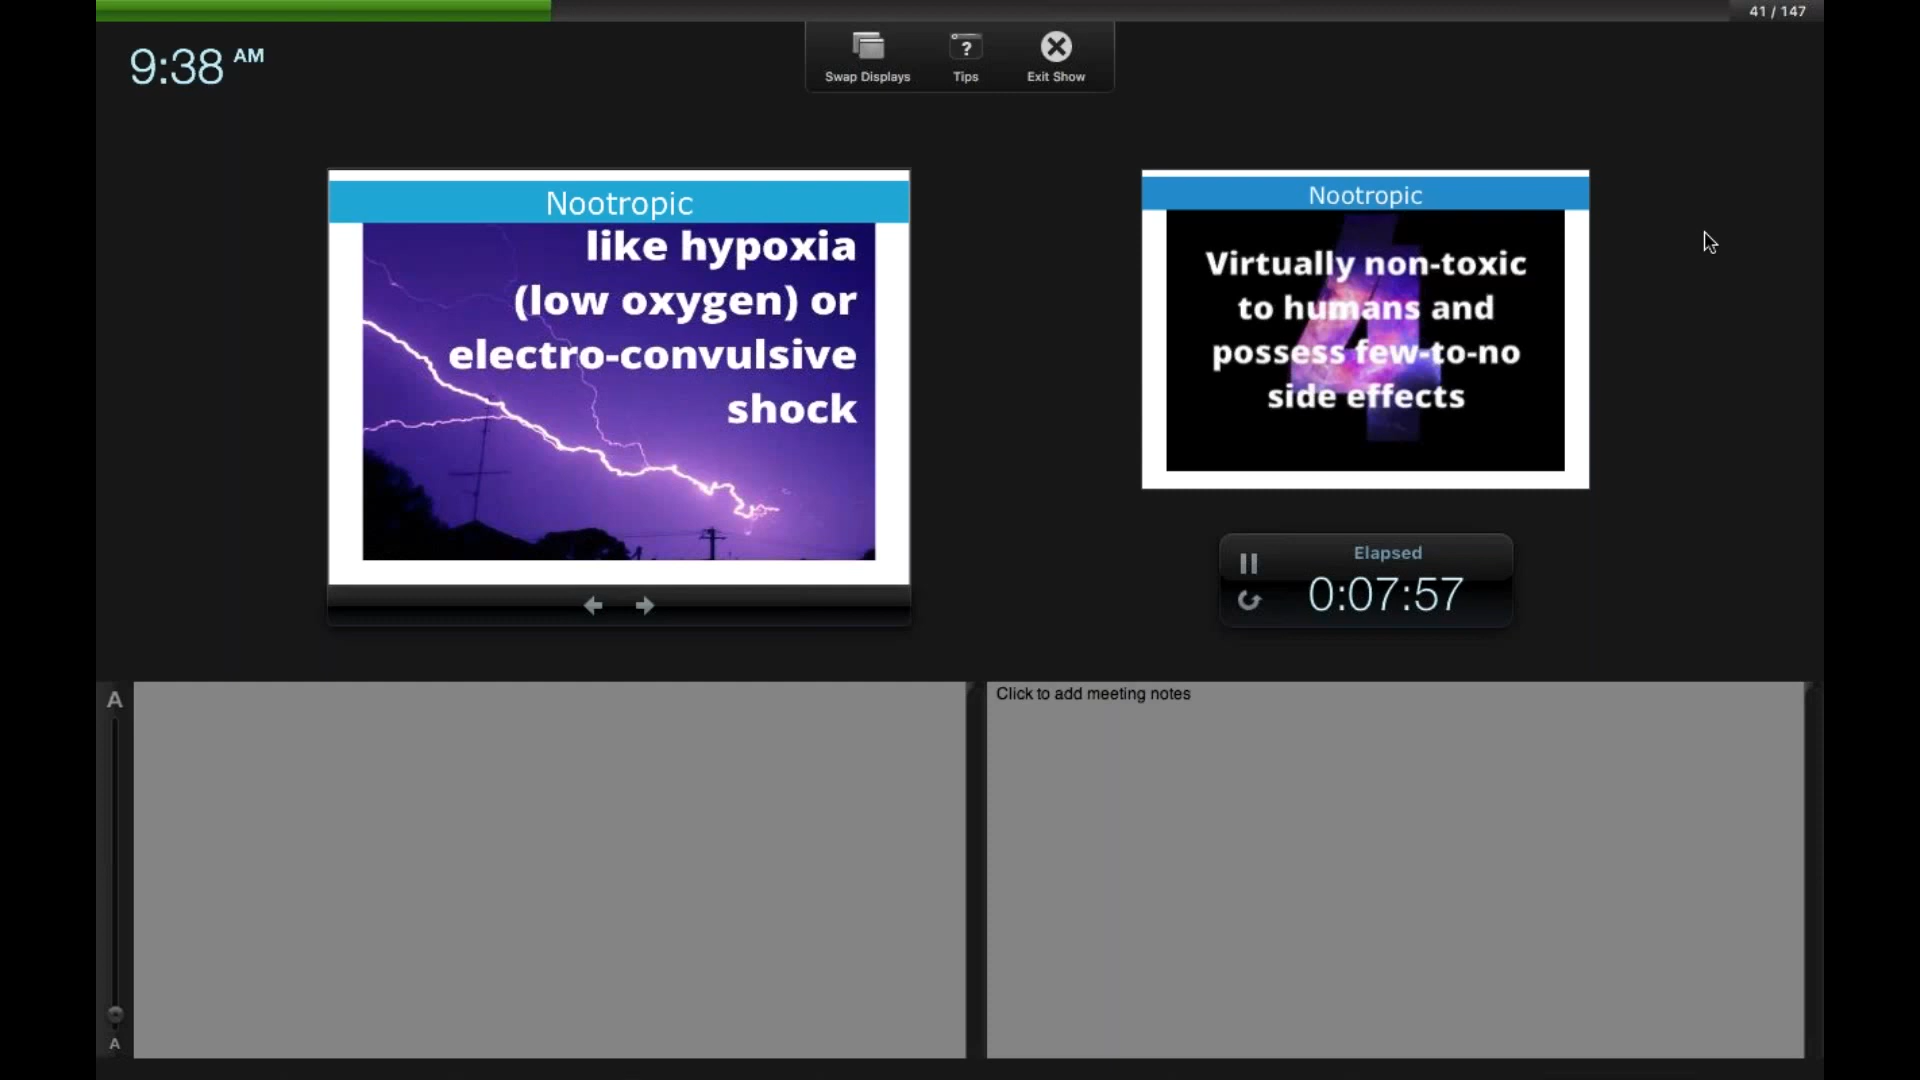 41 / 147
9:38 AM
Swap Displays
Tips
Exit Show
Nootropic
like hypoxia
(low oxygen) or
electro-convulsive
shock
Nootropic
4
Virtually non-toxic
to humans and
possess few-to-no
side effects
Elapsed
0:07:57
A
A
Click to add meeting notes